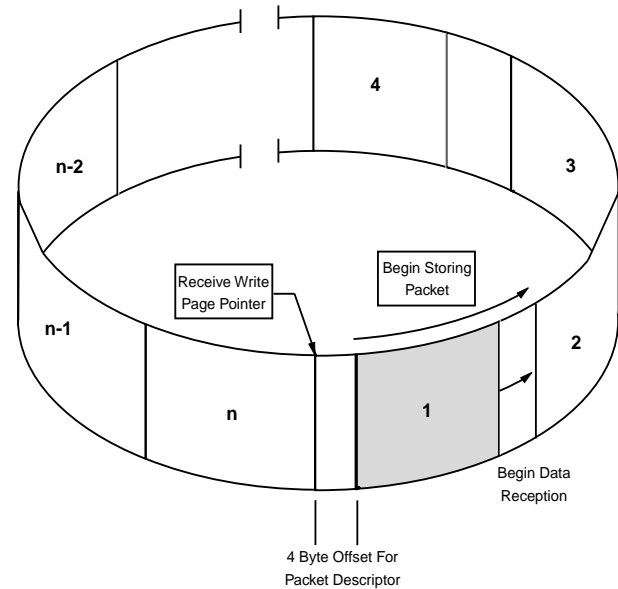 4
n-2
3
Receive Write
Page Pointer
Begin Storing
Packet
n-1
2
n
1
Begin Data
Reception
4 Byte Offset For
Packet Descriptor